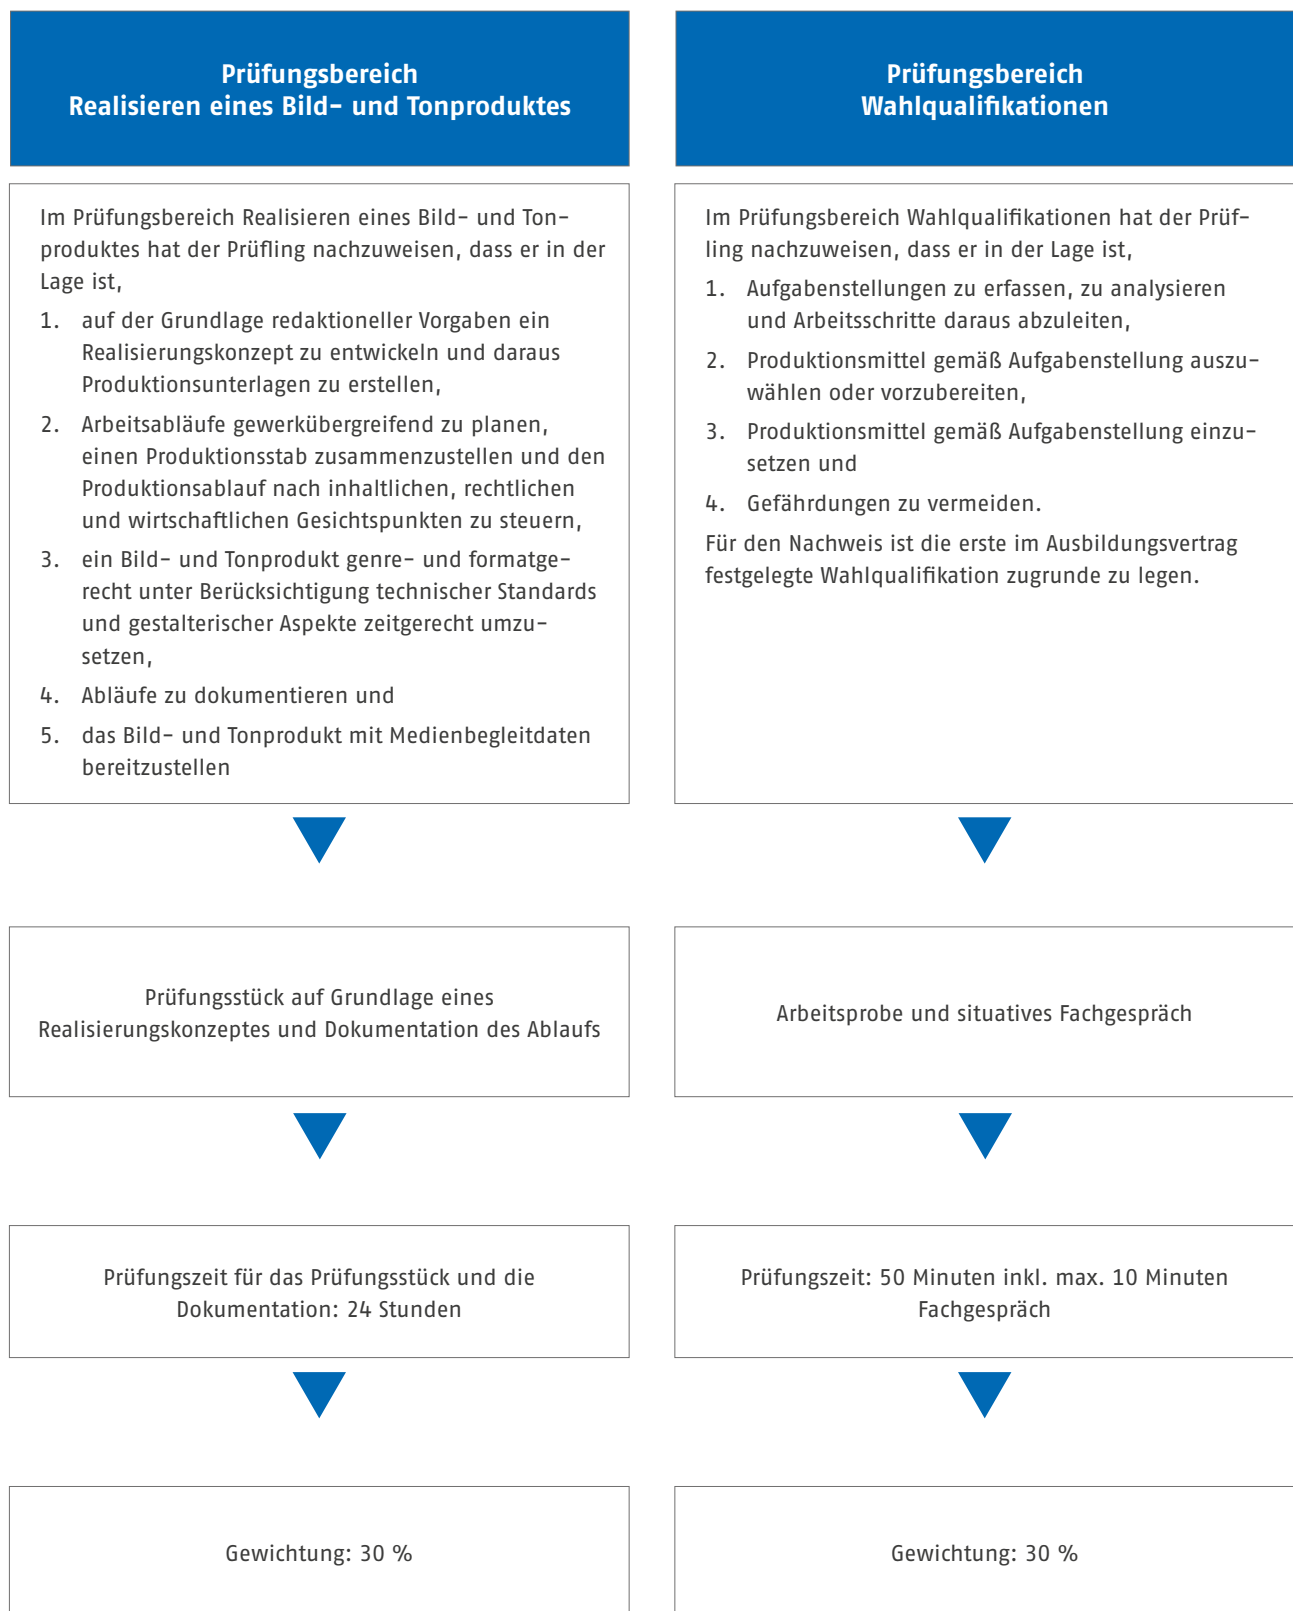 Prüfungsbereich
Realisieren eines Bild- und Tonproduktes
Im Prüfungsbereich Realisieren eines Bild- und Ton-
produktes hat der Prüfling nachzuweisen, dass er in der
Lage ist,
1. auf der Grundlage redaktioneller Vorgaben ein
Realisierungskonzept zu entwickeln und daraus
Produktionsunterlagen zu erstellen,
2. Arbeitsabläufe gewerkübergreifend zu planen,
einen Produktionsstab zusammenzustellen und den
Produktionsablauf nach inhaltlichen, rechtlichen
und wirtschaftlichen Gesichtspunkten zu steuern,
3. ein Bild- und Tonprodukt genre- und formatge-
recht unter Berücksichtigung technischer Standards
und gestalterischer Aspekte zeitgerecht umzu-
setzen,
4. Abläufe zu dokumentieren und
5. das Bild- und Tonprodukt mit Medienbegleitdaten
bereitzustellen
Prüfungsstück auf Grundlage eines
Realisierungskonzeptes und Dokumentation des Ablaufs
Prüfungszeit für das Prüfungsstück und die
Dokumentation: 24 Stunden
Gewichtung: 30 %
Prüfungsbereich
Wahlqualifikationen
Im Prüfungsbereich Wahlqualifikationen hat der Prüf-
ling nachzuweisen, dass er in der Lage ist,
1. Aufgabenstellungen zu erfassen, zu analysieren
und Arbeitsschritte daraus abzuleiten,
2. Produktionsmittel gemäß Aufgabenstellung auszu-
wählen oder vorzubereiten,
3. Produktionsmittel gemäß Aufgabenstellung einzu-
setzen und
4. Gefährdungen zu vermeiden.
Für den Nachweis ist die erste im Ausbildungsvertrag
festgelegte Wahlqualifikation zugrunde zu legen.
Arbeitsprobe und situatives Fachgespräch
Prüfungszeit: 50 Minuten inkl. max. 10 Minuten
Fachgespräch
Gewichtung: 30 %